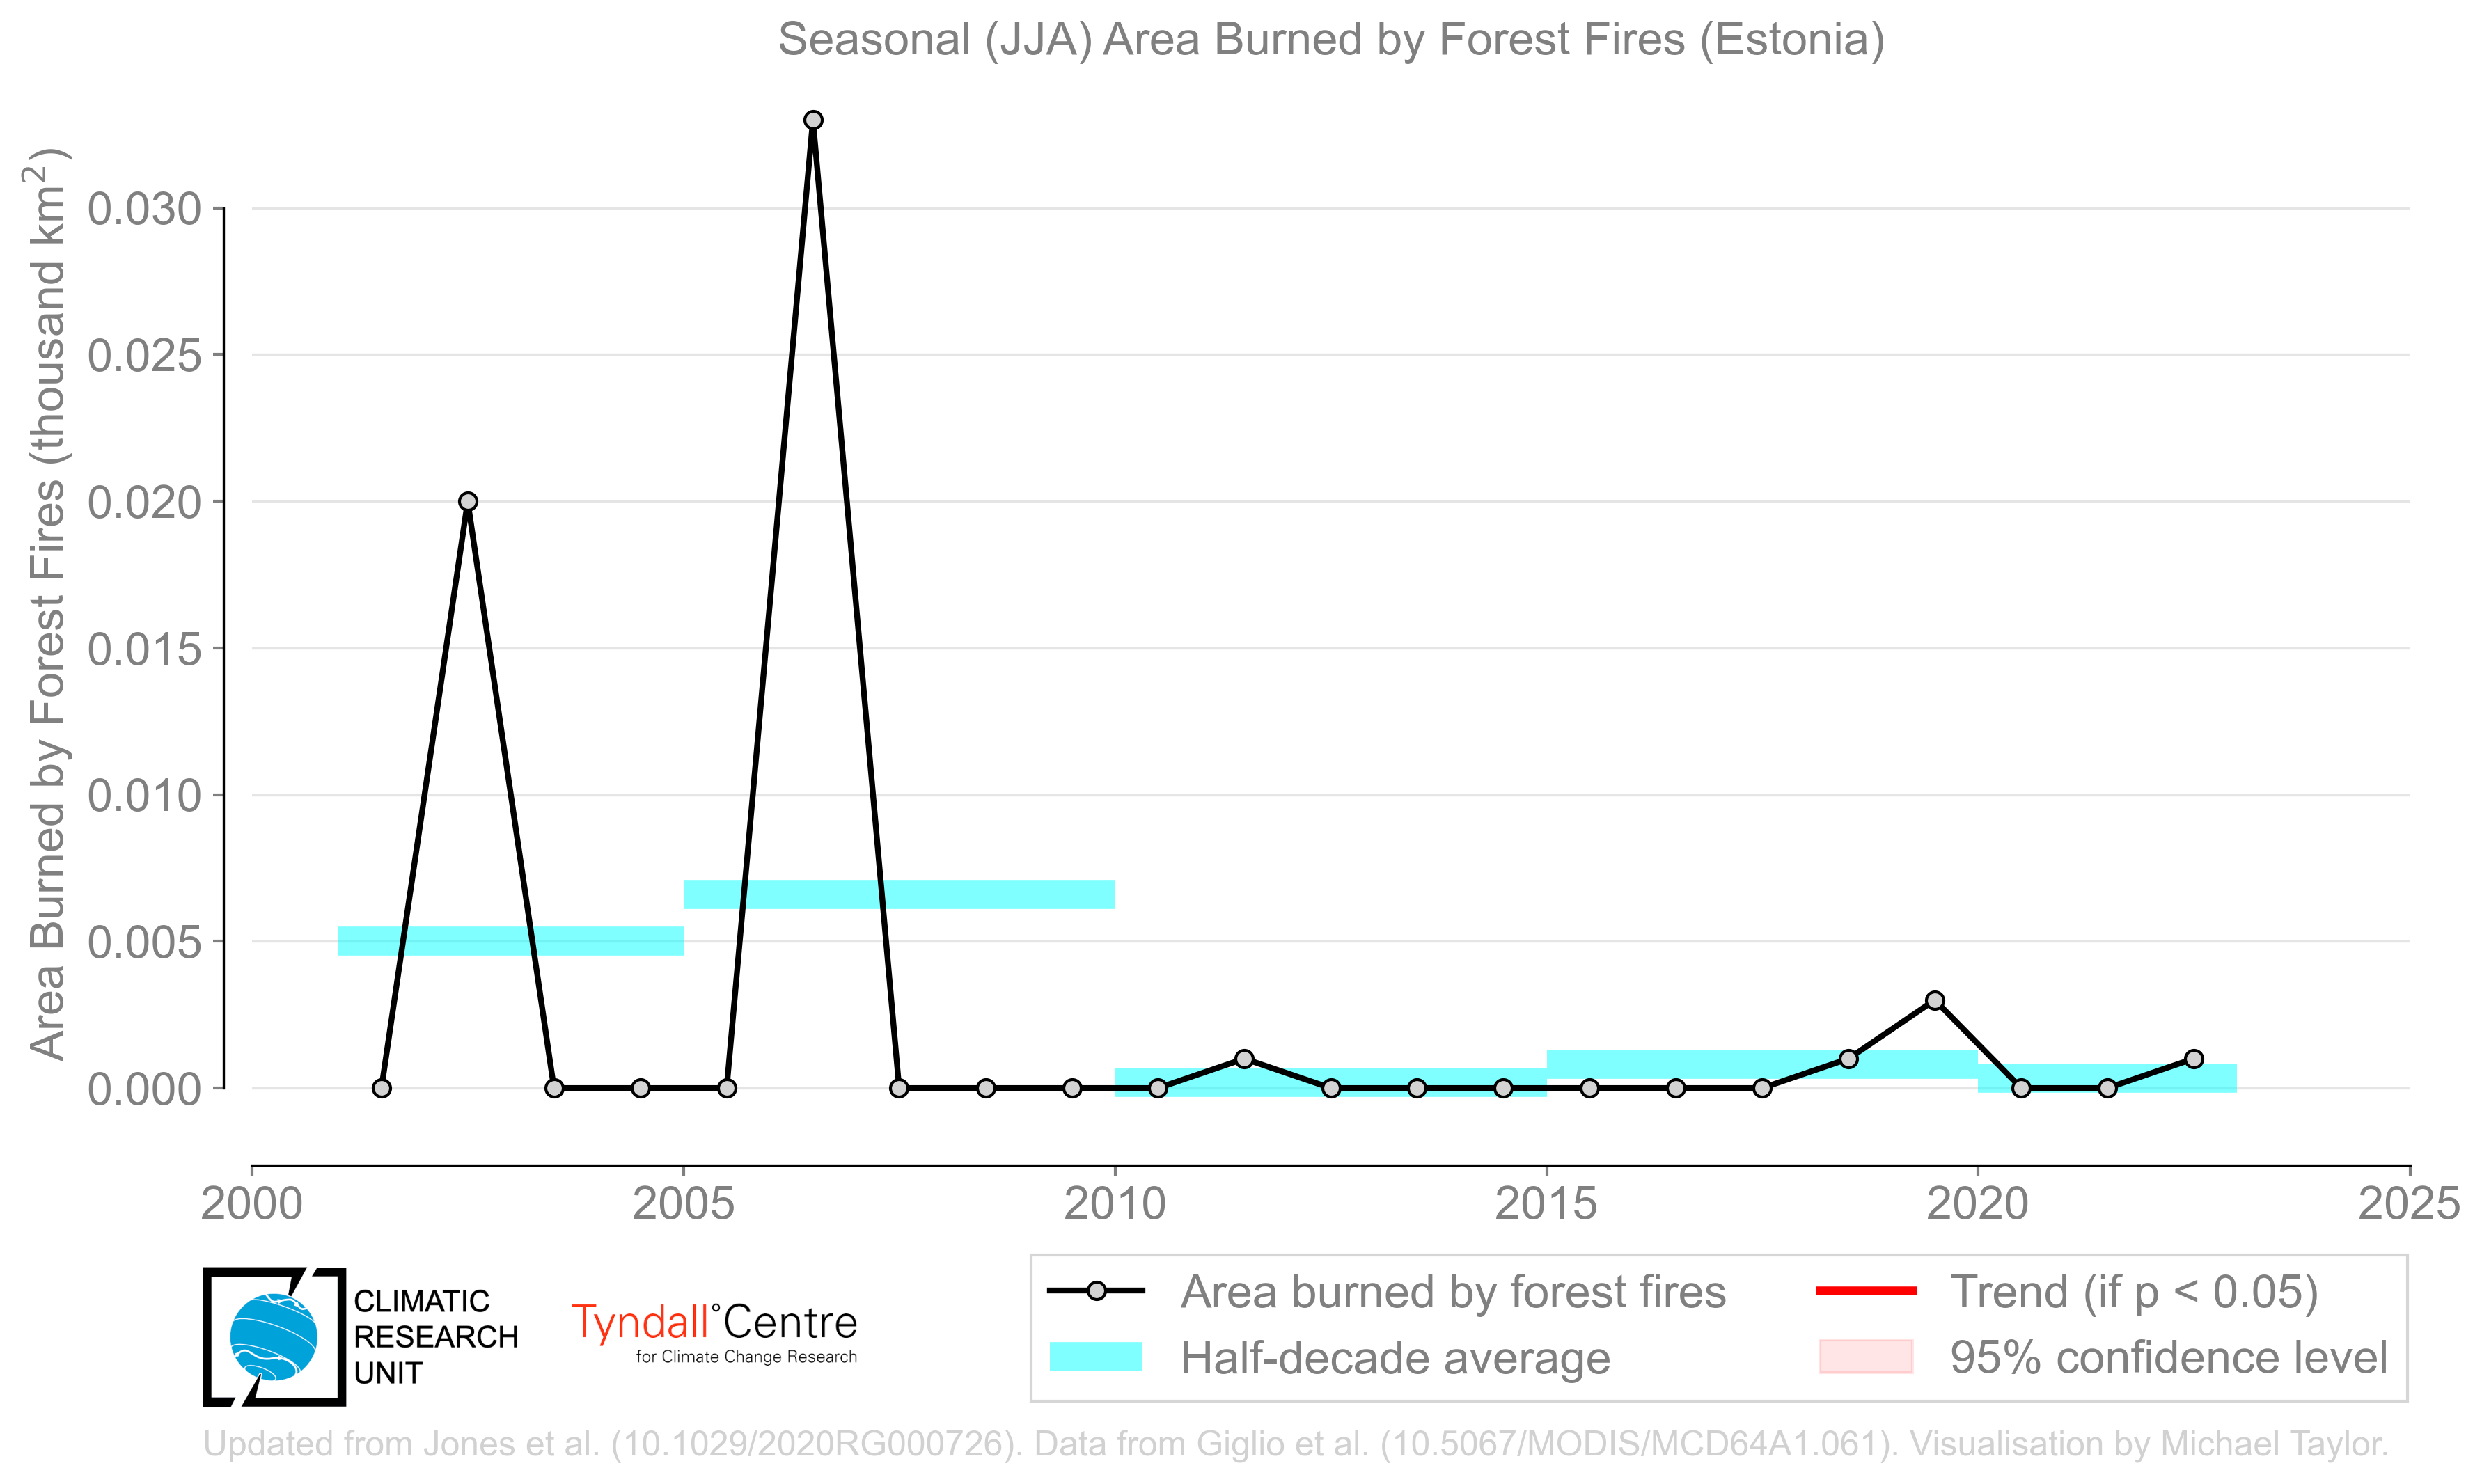 Seasonal (JJA) Area Burned by Forest Fires (Estonia)
Area Burned by Forest Fires (thousand km²)
0.030
0.025
0.020
0.015
0.010
0.005
0.000
2000 2005 2010 2015 2020 2025
CLIMATIC
RESEARCH
UNIT
Tyndall°Centre
for Climate Change Research
Area burned by forest fires
Half-decade average
Trend (if p < 0.05)
95% confidence level
Updated from Jones et al. (10.1029/2020RG000726). Data from Giglio et al. (10.5067/MODIS/MCD64A1.061). Visualisation by Michael Taylor.